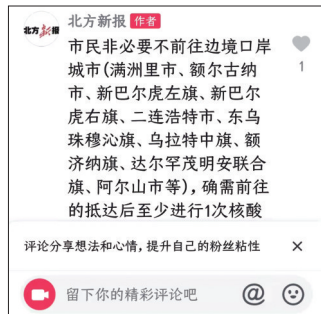 北方新报
北方新报 作者
市民非必要不前往边境口岸
城市(满洲里市、额尔古纳
市、新巴尔虎左旗、新巴尔
虎右旗、二连浩特市、东乌
珠穆沁旗、乌拉特中旗、额
济纳旗、达尔罕茂明安联合
旗、阿尔山市等),确需前往
的抵达后至少进行1次核酸
1
评论分享想法和心情,提升自己的粉丝粘性 ×
留下你的精彩评论吧 @